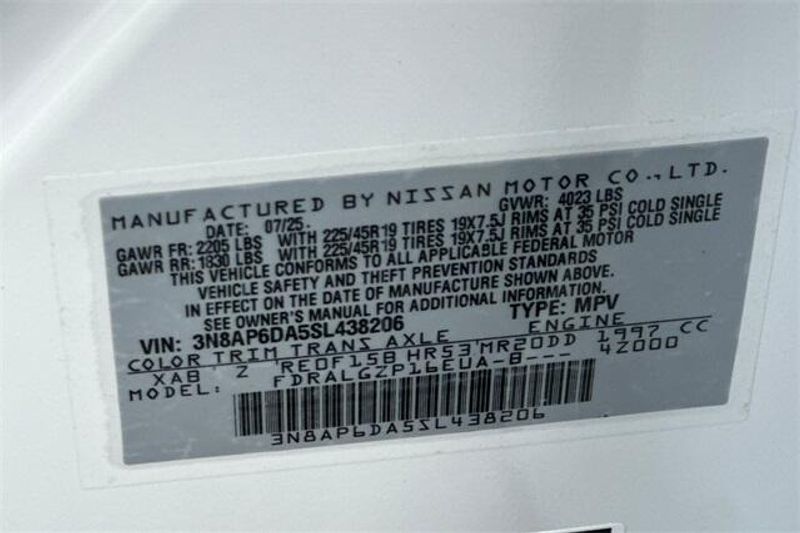 MANUFACTURED BY NISSAN MOTOR CO., LTD.
DATE: 07/25. GVWR: 4023 LBS
GAWR FR: 2205 LBS WITH 225/45R19 TIRES 19X7.5J RIMS AT 35 PSI COLD SINGLE
GAWR RR: 1830 LBS WITH 225/45R19 TIRES 19X7.5J RIMS AT 35 PSI COLD SINGLE
THIS VEHICLE CONFORMS TO ALL APPLICABLE FEDERAL MOTOR
VEHICLE SAFETY AND THEFT PREVENTION STANDARDS
IN EFFECT ON THE DATE OF MANUFACTURE SHOWN ABOVE.
SEE OWNER'S MANUAL FOR ADDITIONAL INFORMATION.
VIN: 3N8AP6DA5SL438206 TYPE: MPV
COLOR TRIM TRANS AXLE ENGINE
XAB Z 'RE0F15B HR53'MR20DD 1997 CC
MODEL: FDRALGZP16EUA-B--- 4Z000
3N8AP6DA5SL438206